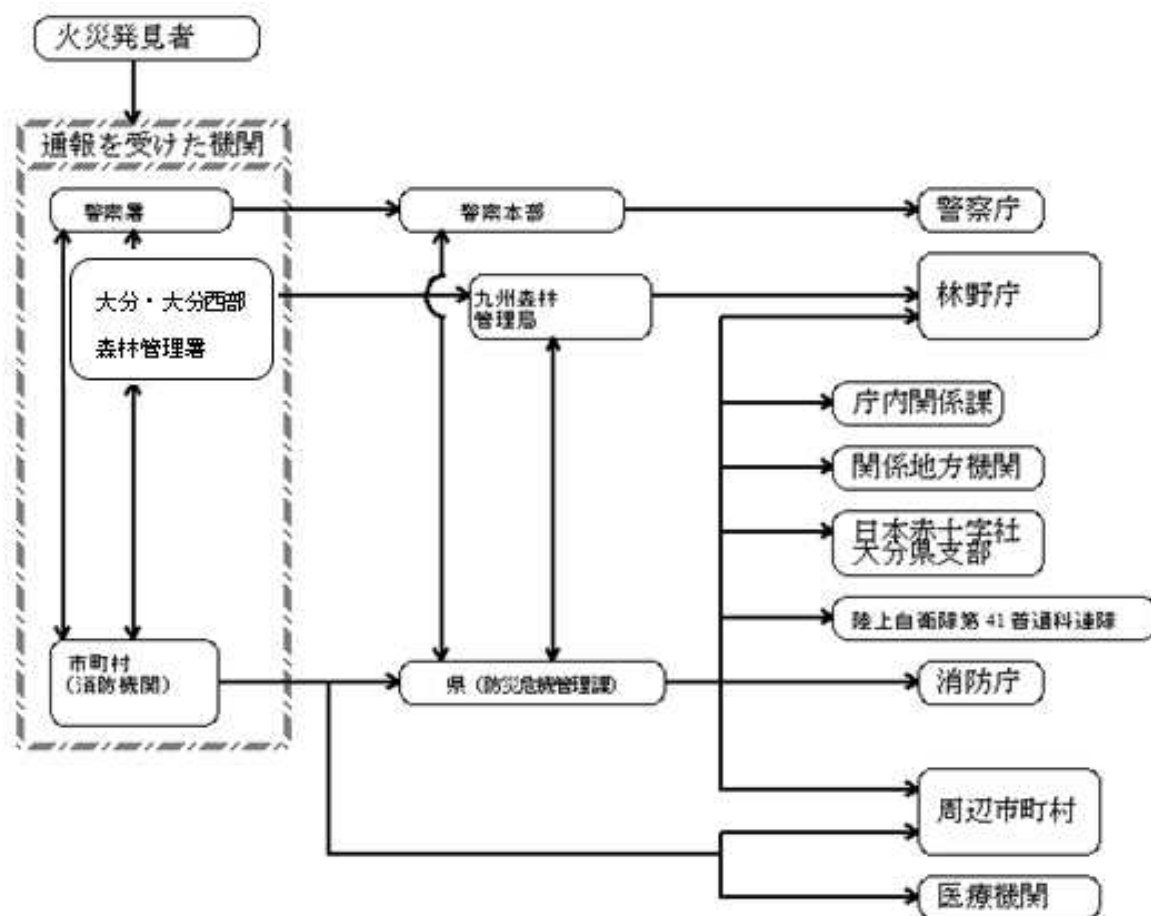 火災発見者
通報を受けた機関
警察署
警察本部
警察庁
大分・大分西部
森林管理署
九州森林
管理局
林野庁
庁内関係課
関係地方機関
日本赤十字社
大分県支部
陸上自衛隊第41普通科連隊
市町村
(消防機関)
県(防災危機管理課)
消防庁
周辺市町村
医療機関